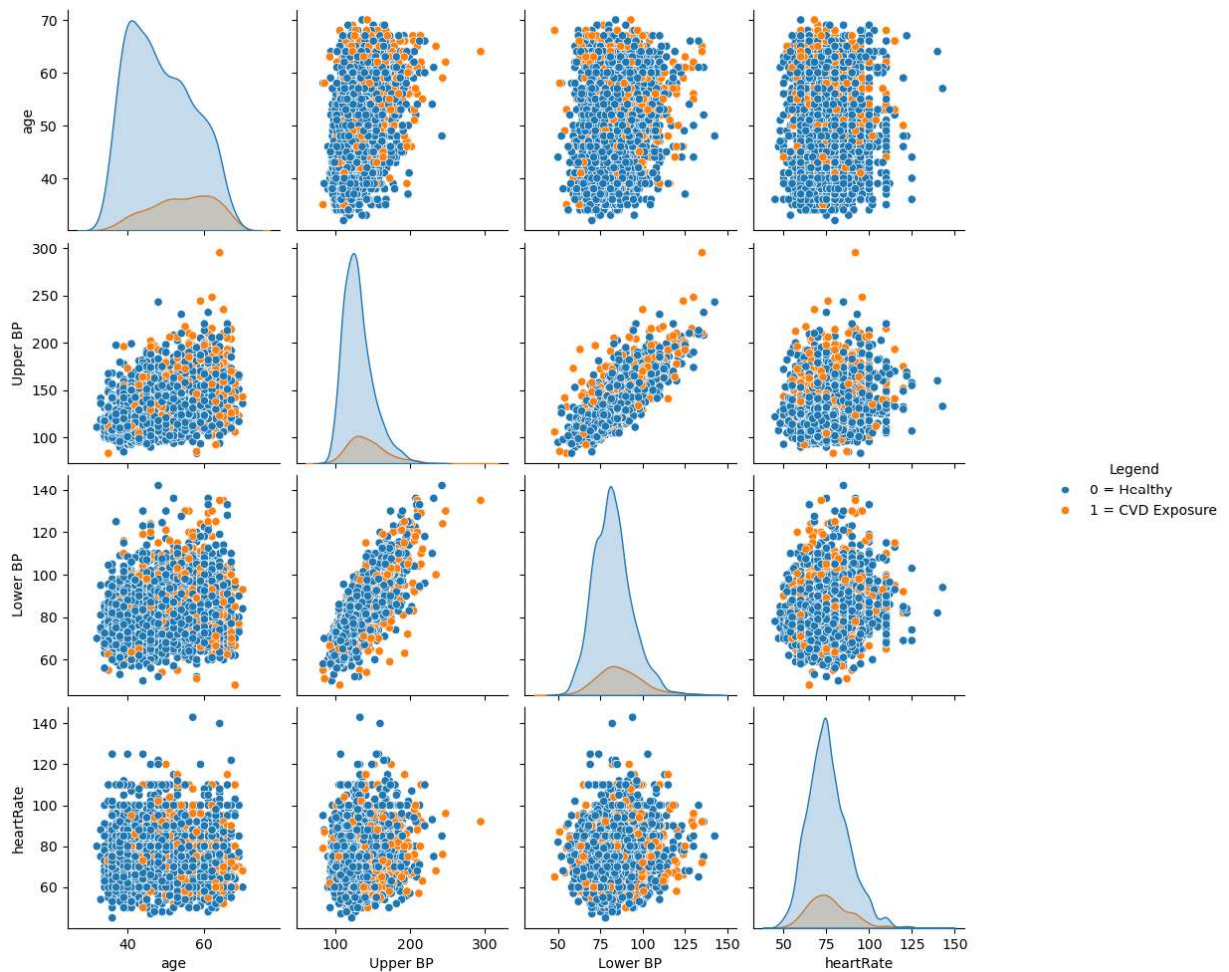 70
60
50
40
age
300
250
200
150
100
Upper BP
Legend
0 = Healthy
1 = CVD Exposure
140
120
100
80
60
Lower BP
140
120
100
80
60
heartRate
40 60
age
100 200 300
Upper BP
50 75 100 125 150
Lower BP
50 75 100 125 150
heartRate